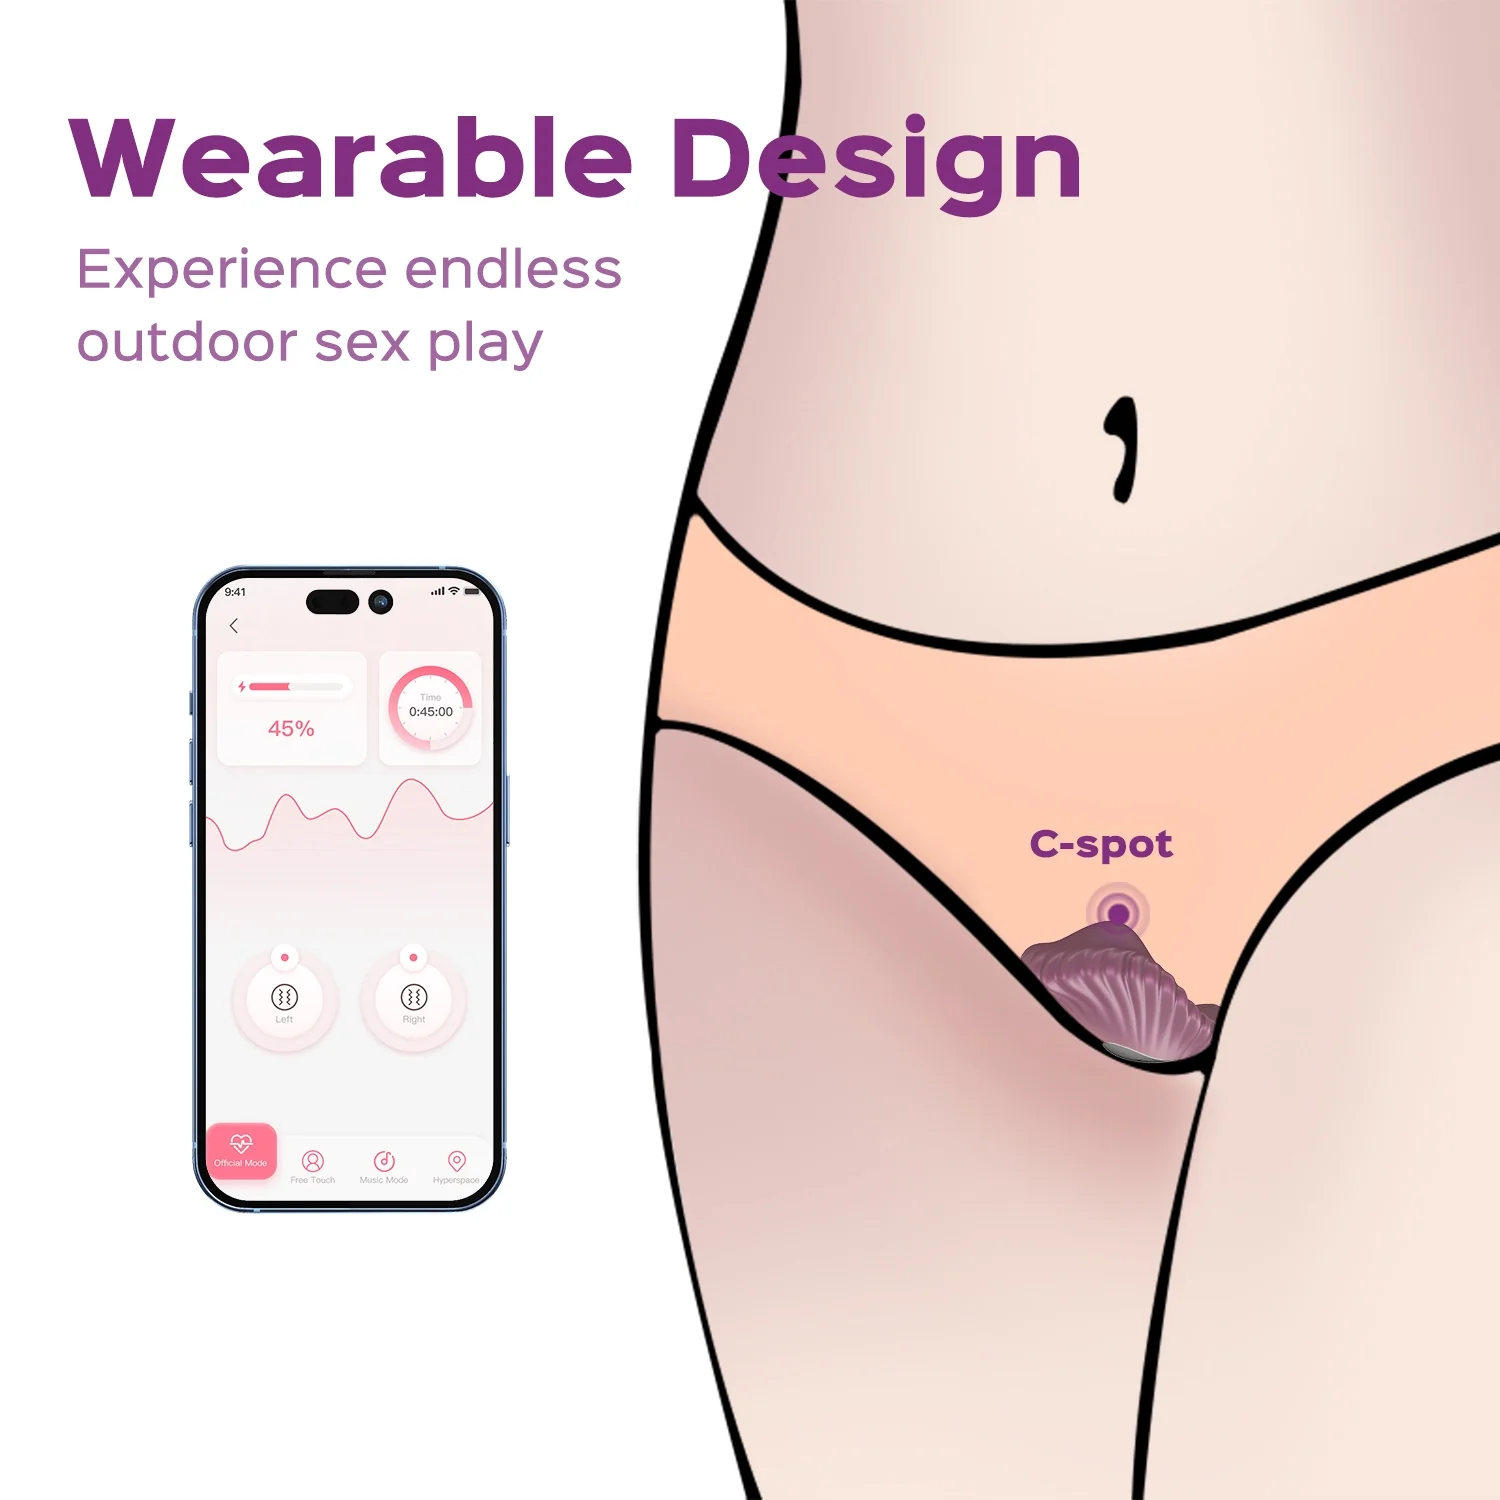 Wearable Design
Experience endless
outdoor sex play
9:41
45%
Time
0:45:00
C-spot
Left
Right
Official Mode
Free Touch
Music Mode
Hyperspace